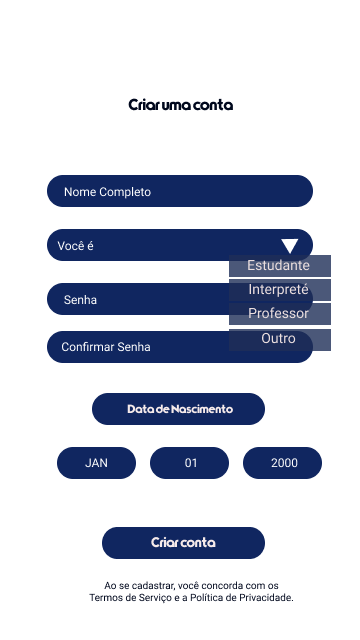 Criar uma conta
Nome Completo
Você é
Estudante
Interpreté
Senha
Professor
Outro
Confirmar Senha
Data de Nascimento
JAN 01 2000
Criar conta
Ao se cadastrar, você concorda com os
Termos de Serviço e a Política de Privacidade.